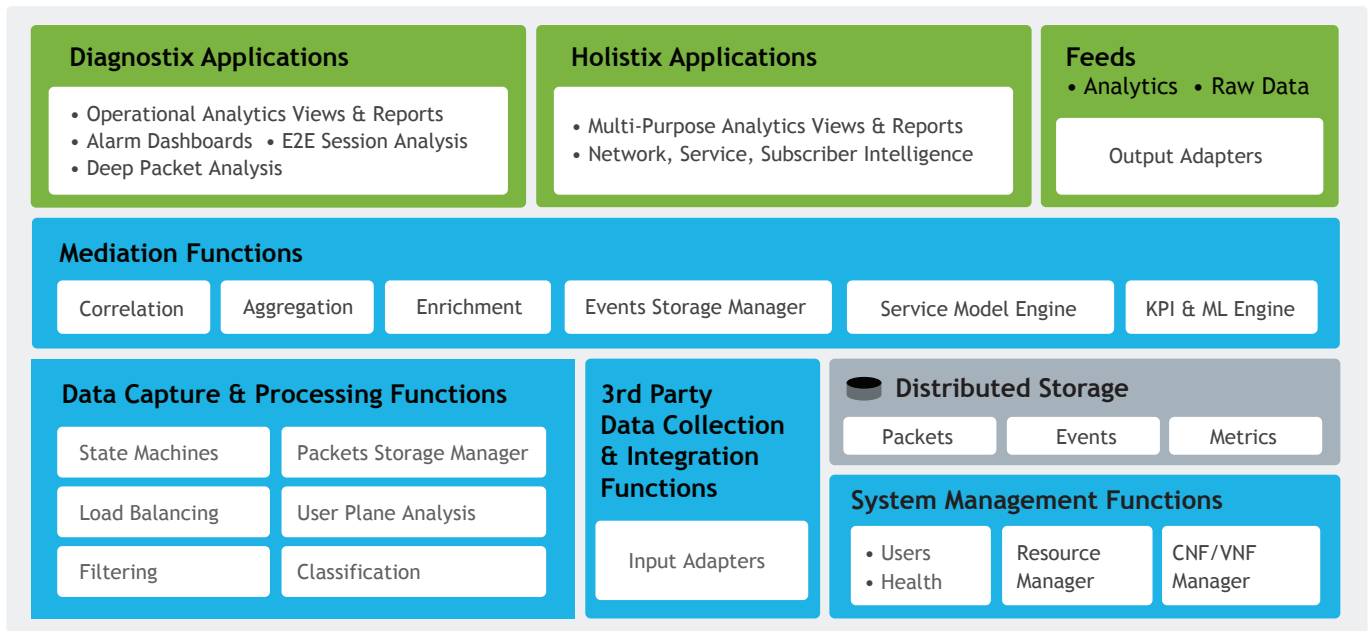 Diagnostix Applications
• Operational Analytics Views & Reports
• Alarm Dashboards • E2E Session Analysis
• Deep Packet Analysis
Holistix Applications
• Multi-Purpose Analytics Views & Reports
• Network, Service, Subscriber Intelligence
Feeds
• Analytics • Raw Data
Output Adapters
Mediation Functions
Correlation
Aggregation
Enrichment
Events Storage Manager
Service Model Engine
KPI & ML Engine
Data Capture & Processing Functions
State Machines
Packets Storage Manager
Load Balancing
User Plane Analysis
Filtering
Classification
3rd Party
Data Collection
& Integration
Functions
Input Adapters
Distributed Storage
Packets
Events
Metrics
System Management Functions
• Users
• Health
Resource
Manager
CNF/VNF
Manager